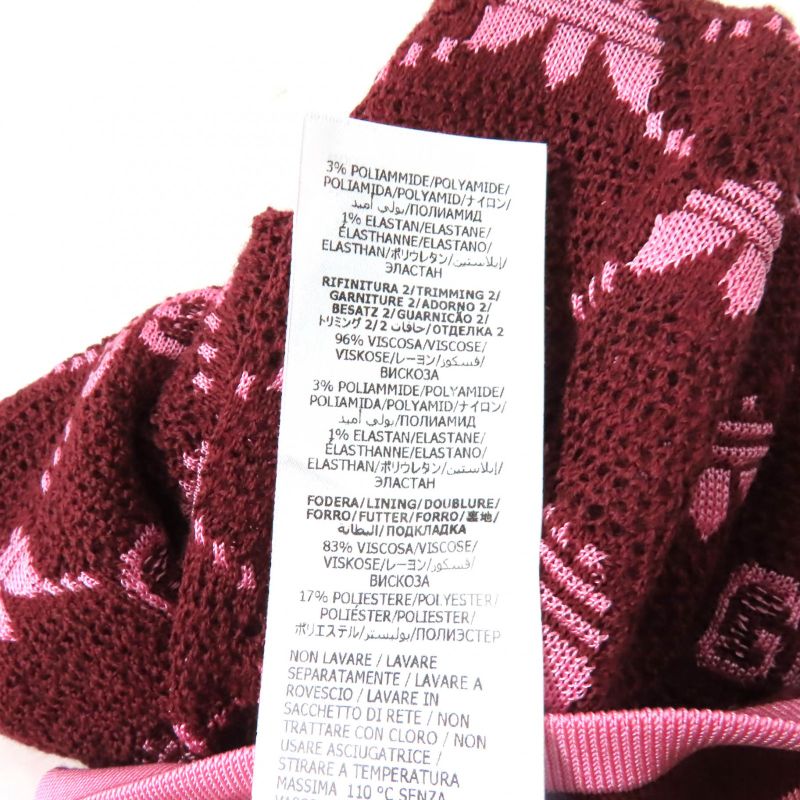 3% POLIAMMIDE/POLYAMIDE/
POLIAMIDA/POLYAMID/ナイロン/
بولي أميد/ПОЛИАМИД
1% ELASTAN/ELASTANE/
ÉLASTHANNE/ELASTANO/
ELASTHAN/ポリウレタン/إيلاستين/
ЭЛАСТАН
RIFINITURA 2/TRIMMING 2/
GARNITURE 2/ADORNO 2/
BESATZ 2/GUARNICÃO 2/
トリミング 2/2 حافات/ОТДЕЛКА 2
96% VISCOSA/VISCOSE/
VISKOSE/レーヨン/فسكوز/
ВИСКОЗА
3% POLIAMMIDE/POLYAMIDE/
POLIAMIDA/POLYAMID/ナイロン/
بولي أميد/ПОЛИАМИД
1% ELASTAN/ELASTANE/
ÉLASTHANNE/ELASTANO/
ELASTHAN/ポリウレタン/إيلاستين/
ЭЛАСТАН
FODERA/LINING/DOUBLURE/
FORRO/FUTTER/FORRO/裏地/
البطانه/ПОДКЛАДКА
83% VISCOSA/VISCOSE/
VISKOSE/レーヨン/فسكوز/
ВИСКОЗА
17% POLIESTERE/POLYESTER/
POLIÉSTER/POLIESTER/
ポリエステル/بوليستر/ПОЛИЭСТЕР
NON LAVARE / LAVARE
SEPARATAMENTE / LAVARE A
ROVESCIO / LAVARE IN
SACCHETTO DI RETE / NON
TRATTARE CON CLORO / NON
USARE ASCIUGATRICE /
STIRARE A TEMPERATURA
MASSIMA 110 °C SENZA